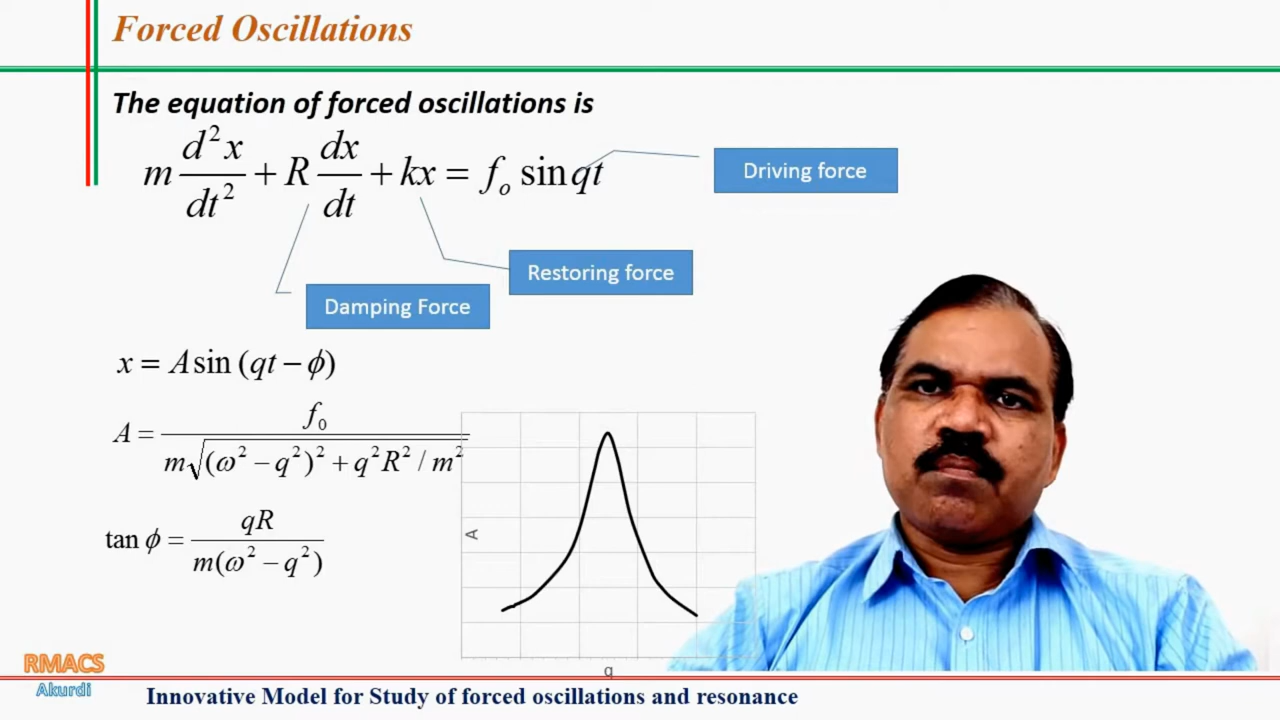 Forced Oscillations
The equation of forced oscillations is
m d²x/dt² + R dx/dt + kx = fₒ sin qt
Driving force
Restoring force
Damping Force
x = A sin (qt − ϕ)
A = f₀ / m√(ω² − q²)² + q²R² / m²
tan ϕ = qR / m(ω² − q²)
A
q
RMACS
Akurdi
Innovative Model for Study of forced oscillations and resonance